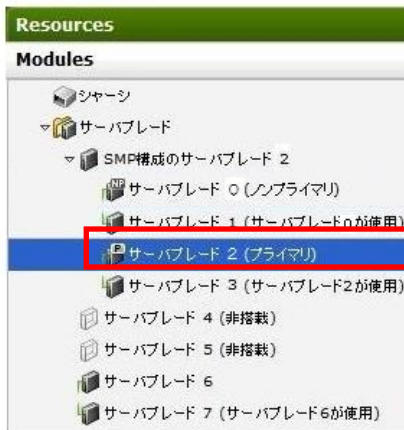 Resources
Modules
シャーシ
サーバブレード
SMP構成のサーバブレード 2
サーバブレード 0 (ノンプライマリ)
サーバブレード 1 (サーバブレード0が使用)
サーバブレード 2 (プライマリ)
サーバブレード 3 (サーバブレード2が使用)
サーバブレード 4 (非搭載)
サーバブレード 5 (非搭載)
サーバブレード 6
サーバブレード 7 (サーバブレード6が使用)